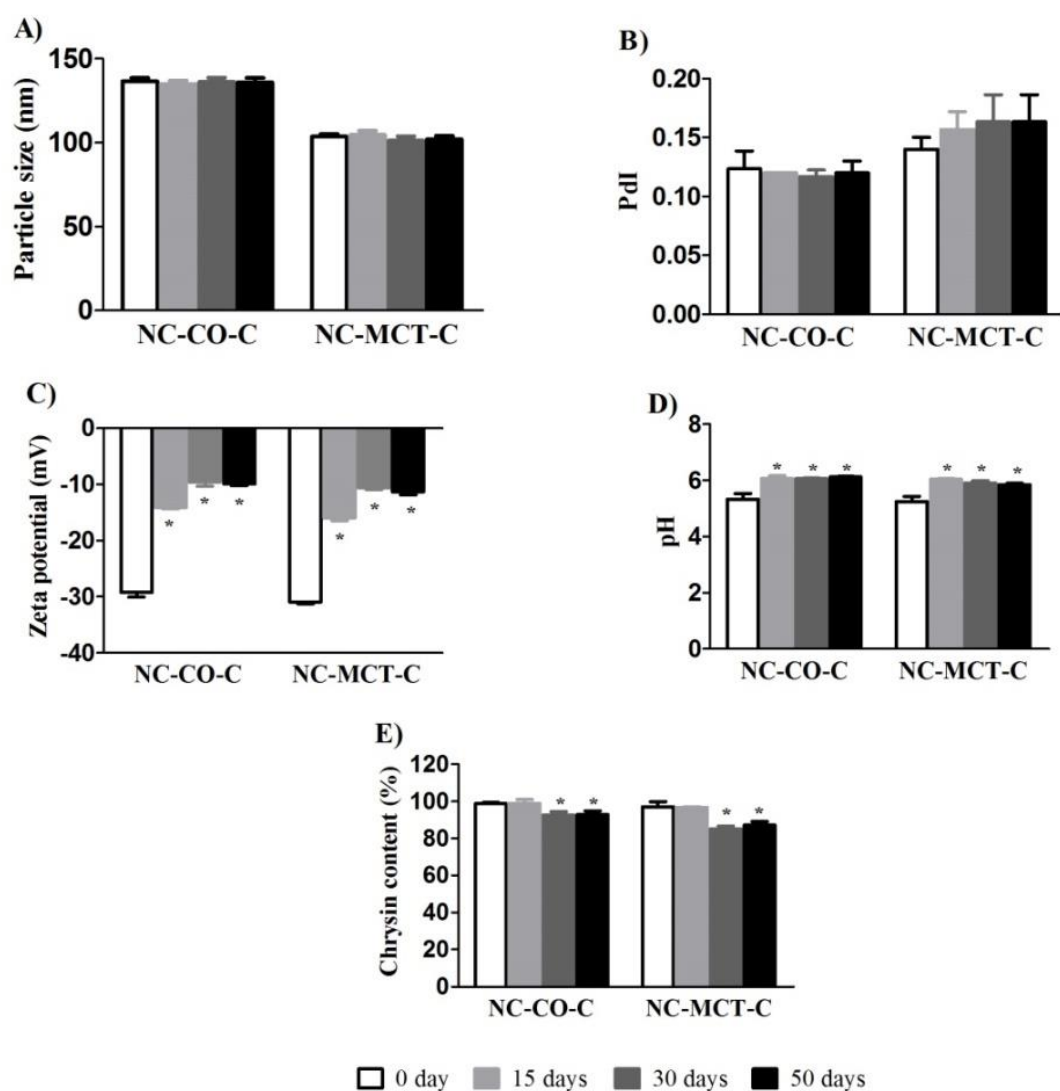 A)
Particle size (nm)
150
100
50
0
NC-CO-C NC-MCT-C
B)
PdI
0.20
0.15
0.10
0.05
0.00
NC-CO-C NC-MCT-C
C)
Zeta potential (mV)
0
-10
-20
-30
-40
* * *
* * *
NC-CO-C NC-MCT-C
D)
pH
8
6
4
2
0
* * *
* * *
NC-CO-C NC-MCT-C
E)
Chrysin content (%)
120
100
80
60
40
20
0
* *
* *
NC-CO-C NC-MCT-C
0 day 15 days 30 days 50 days